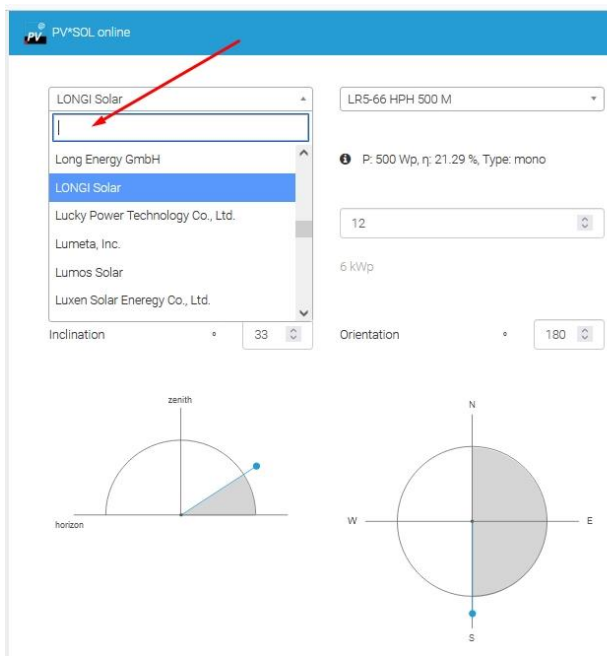 PV PV*SOL online
LONGI Solar
LR5-66 HPH 500 M
Long Energy GmbH
LONGI Solar
Lucky Power Technology Co., Ltd.
Lumeta, Inc.
Lumos Solar
Luxen Solar Eneregy Co., Ltd.
P: 500 Wp, η: 21.29 %, Type: mono
12
6 kWp
Inclination ° 33
Orientation ° 180
zenith
horizon
N
W E
S